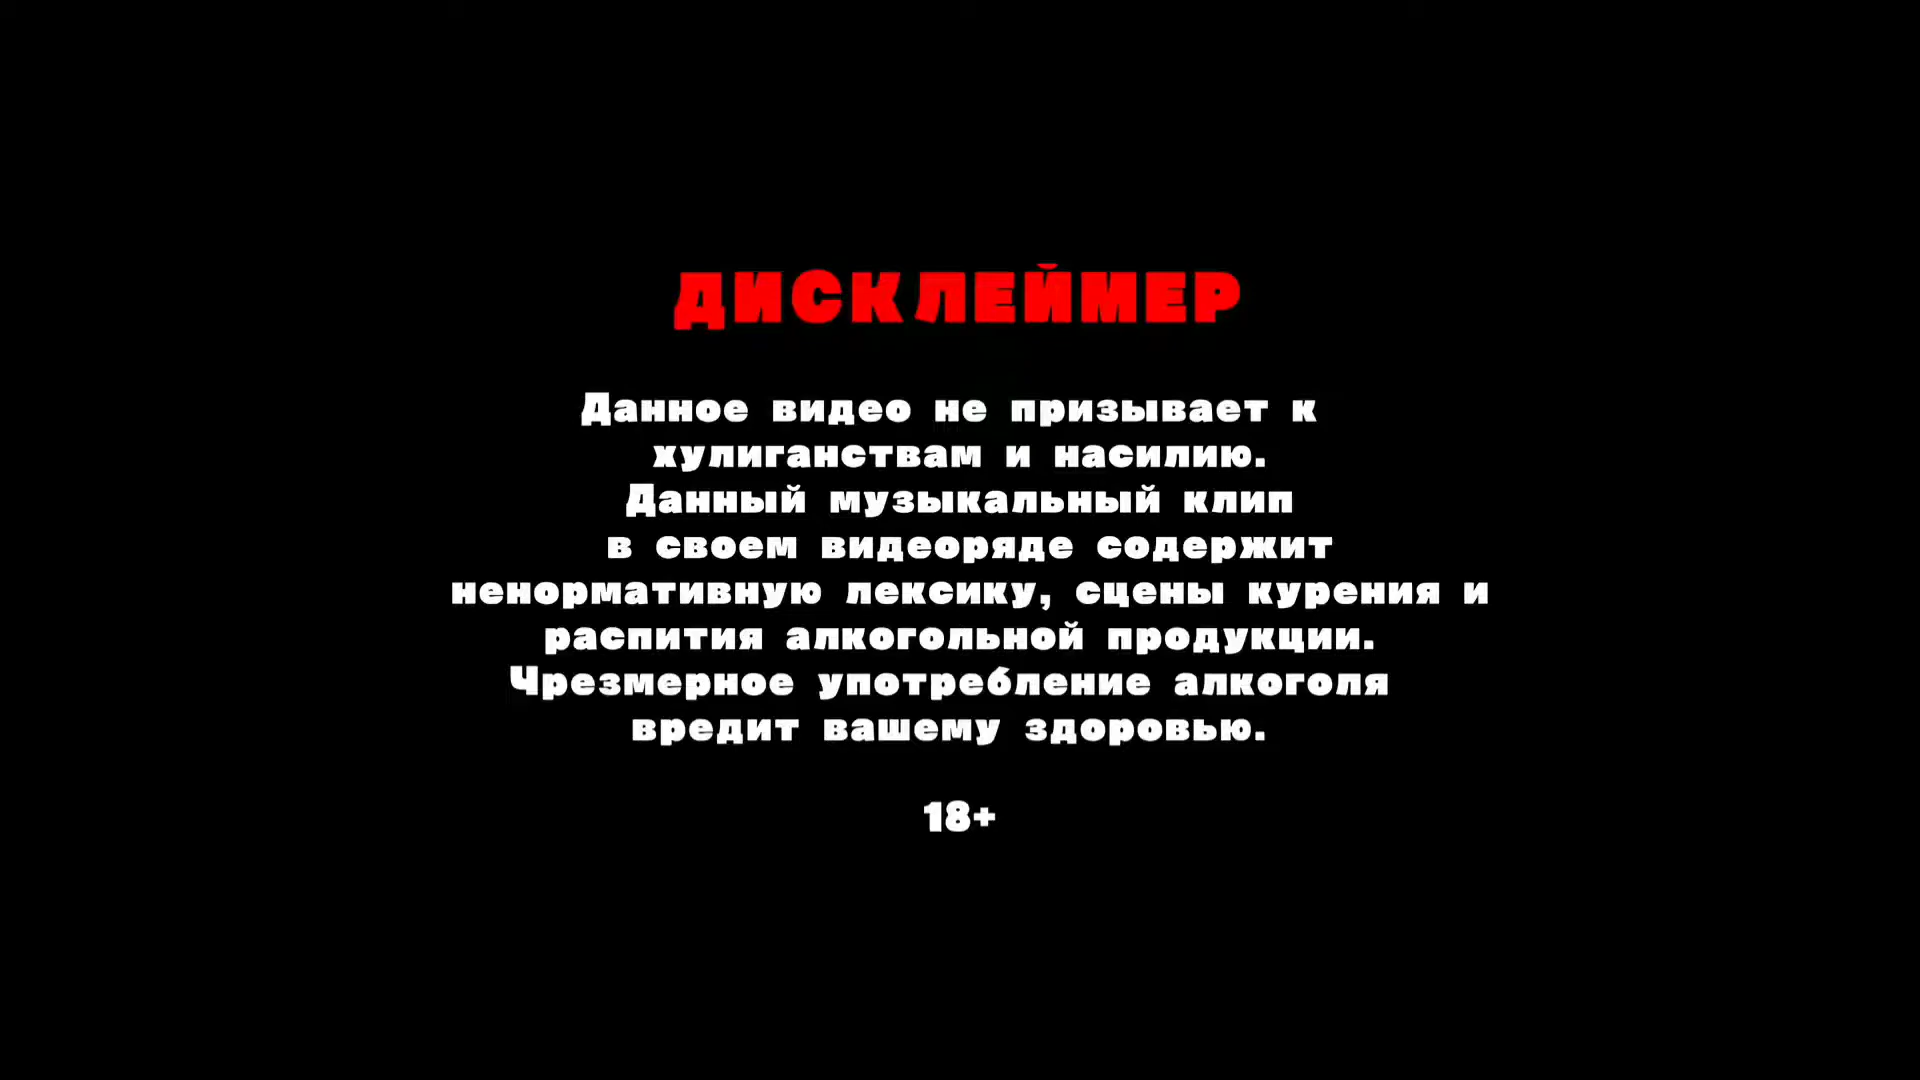 ДИСКЛЕЙМЕР
Данное видео не призывает к
хулиганствам и насилию.
Данный музыкальный клип
в своем видеоряде содержит
ненормативную лексику, сцены курения и
распития алкогольной продукции.
Чрезмерное употребление алкоголя
вредит вашему здоровью.
18+